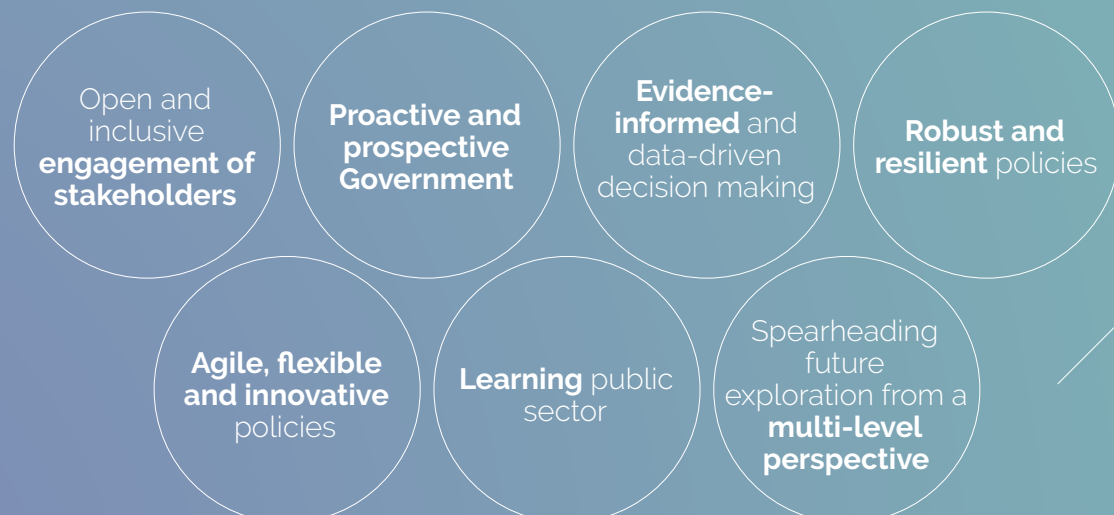 Open and
inclusive
engagement of
stakeholders
Proactive and
prospective
Government
Evidence-
informed and
data-driven
decision making
Robust and
resilient policies
Agile, flexible
and innovative
policies
Learning public
sector
Spearheading
future
exploration from a
multi-level
perspective